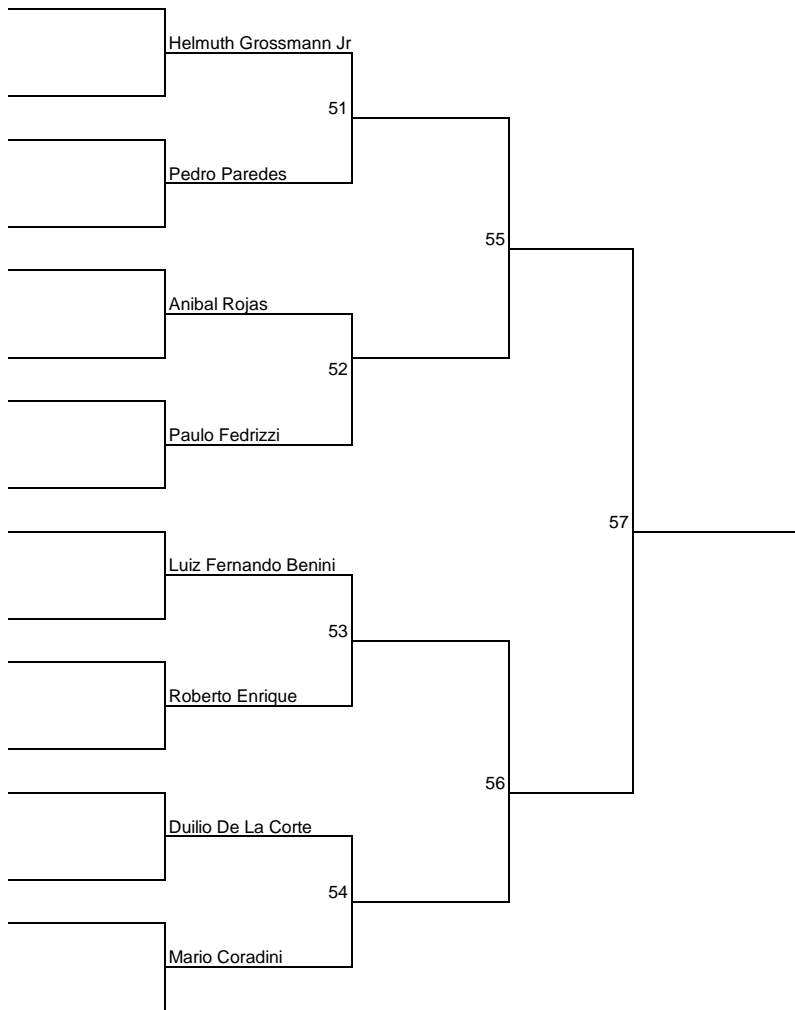 Helmuth Grossmann Jr
51
Pedro Paredes
55
Anibal Rojas
52
Paulo Fedrizzi
57
Luiz Fernando Benini
53
Roberto Enrique
56
Duilio De La Corte
54
Mario Coradini